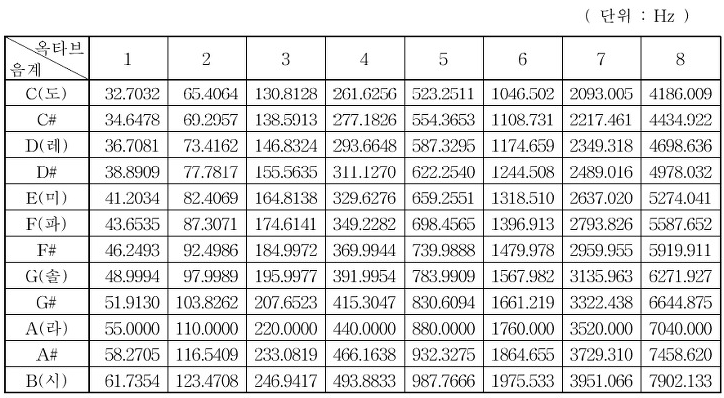 ( 단위 : Hz )
옥타브 음계 1 2 3 4 5 6 7 8
C(도) 32.7032 65.4064 130.8128 261.6256 523.2511 1046.502 2093.005 4186.009
C# 34.6478 69.2957 138.5913 277.1826 554.3653 1108.731 2217.461 4434.922
D(레) 36.7081 73.4162 146.8324 293.6648 587.3295 1174.659 2349.318 4698.636
D# 38.8909 77.7817 155.5635 311.1270 622.2540 1244.508 2489.016 4978.032
E(미) 41.2034 82.4069 164.8138 329.6276 659.2551 1318.510 2637.020 5274.041
F(파) 43.6535 87.3071 174.6141 349.2282 698.4565 1396.913 2793.826 5587.652
F# 46.2493 92.4986 184.9972 369.9944 739.9888 1479.978 2959.955 5919.911
G(솔) 48.9994 97.9989 195.9977 391.9954 783.9909 1567.982 3135.963 6271.927
G# 51.9130 103.8262 207.6523 415.3047 830.6094 1661.219 3322.438 6644.875
A(라) 55.0000 110.0000 220.0000 440.0000 880.0000 1760.000 3520.000 7040.000
A# 58.2705 116.5409 233.0819 466.1638 932.3275 1864.655 3729.310 7458.620
B(시) 61.7354 123.4708 246.9417 493.8833 987.7666 1975.533 3951.066 7902.133